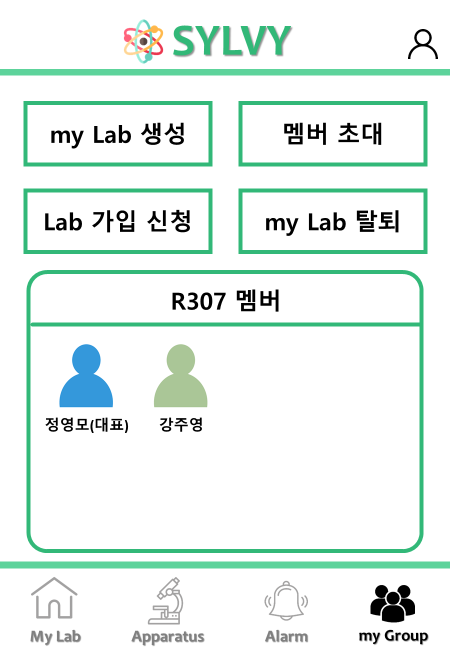 SYLVY
my Lab 생성
멤버 초대
Lab 가입 신청
my Lab 탈퇴
R307 멤버
정영모(대표)
강주영
My Lab
Apparatus
Alarm
my Group